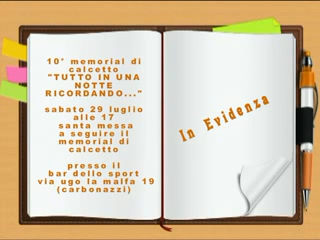 10° memorial di
calcetto
"TUTTO IN UNA
NOTTE
RICORDANDO..."
sabato 29 luglio
alle 17
santa messa
a seguire il
memorial di
calcetto
presso il
bar dello sport
via ugo la malfa 19
(carbonazzi)
In Evidenza